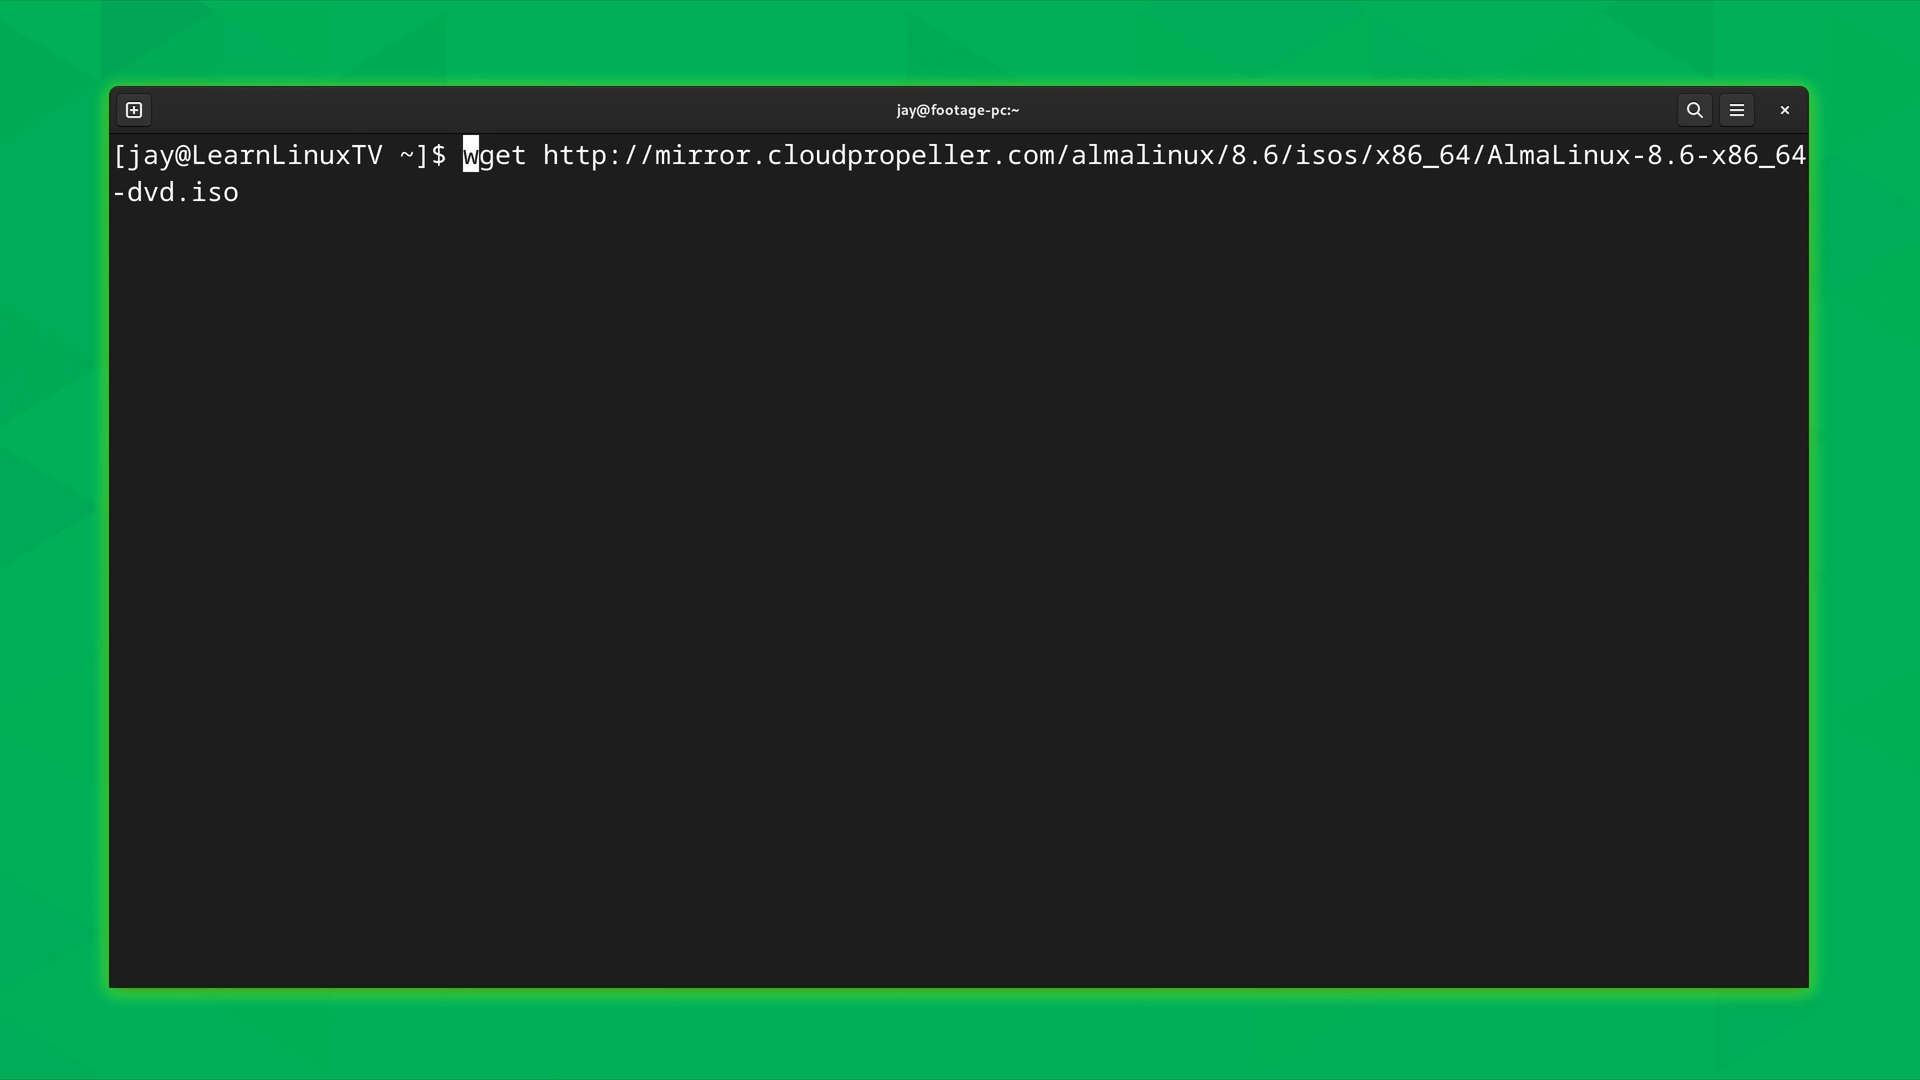 jay@footage-pc:~
[jay@LearnLinuxTV ~]$ wget http://mirror.cloudpropeller.com/almalinux/8.6/isos/x86_64/AlmaLinux-8.6-x86_64
-dvd.iso